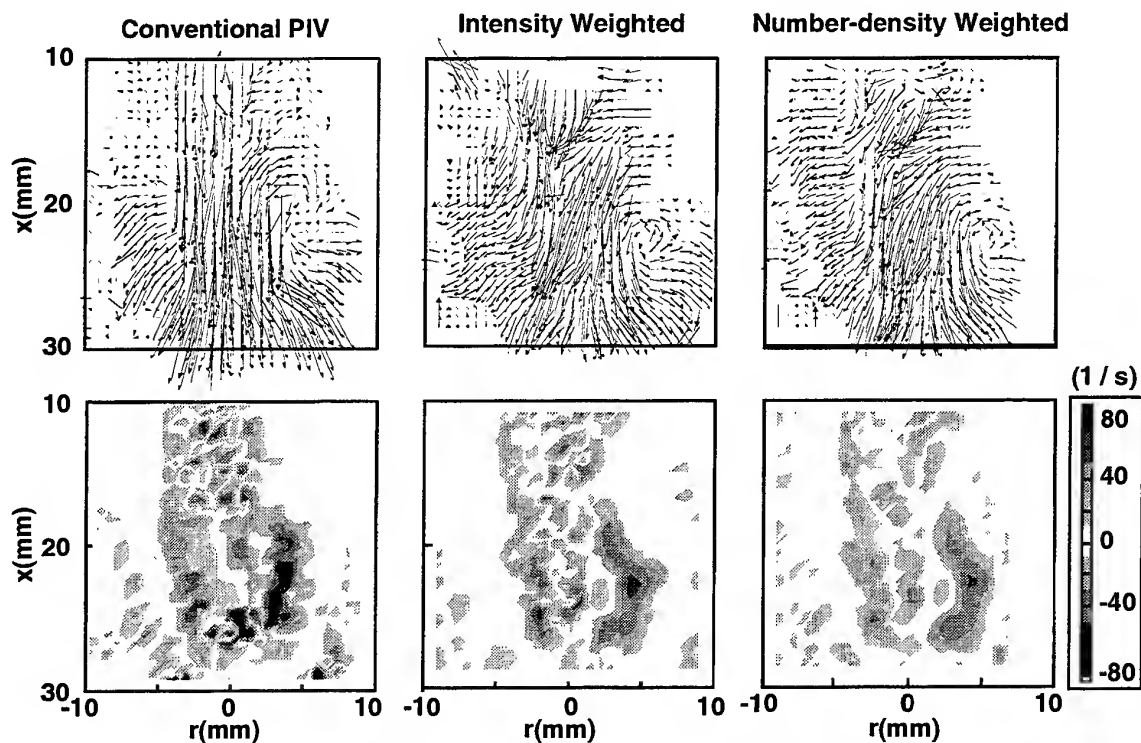 Conventional PIV
Intensity Weighted
Number-density Weighted
10
x(mm)
20
30
(1 / s)
10
x(mm)
20
30
80
40
0
-40
-80
-10
0
10
r(mm)
-10
0
10
r(mm)
-10
0
10
r(mm)